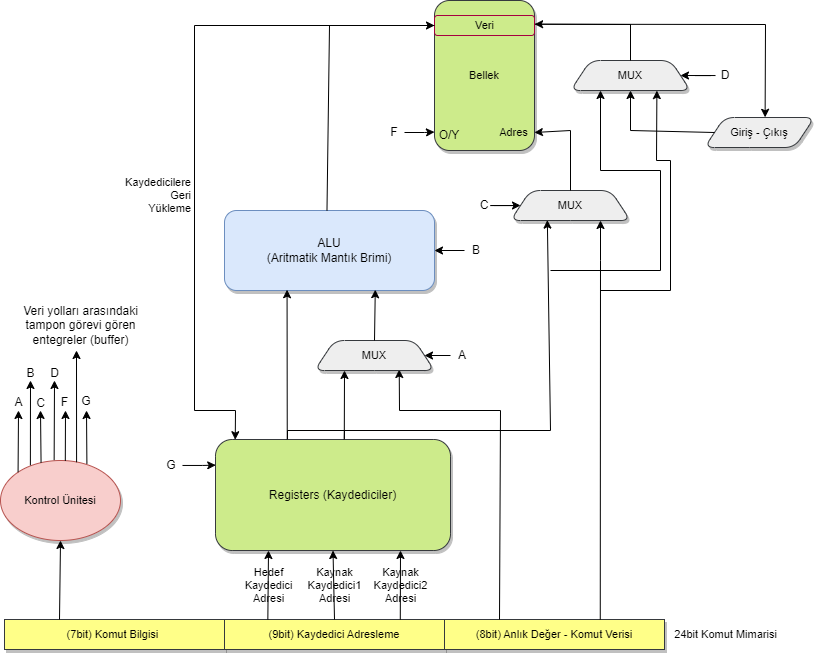 Veri
Bellek
MUX
D
F
O/Y
Adres
Giriş - Çıkış
Kaydedicilere
Geri
Yükleme
C
MUX
ALU
(Aritmatik Mantık Brimi)
B
Veri yolları arasındaki
tampon görevi gören
entegreler (buffer)
MUX
A
B
D
A
C
F
G
G
Kontrol Ünitesi
Registers (Kaydediciler)
Hedef
Kaydedici
Adresi
Kaynak
Kaydedici1
Adresi
Kaynak
Kaydedici2
Adresi
(7bit) Komut Bilgisi
(9bit) Kaydedici Adresleme
(8bit) Anlık Değer - Komut Verisi
24bit Komut Mimarisi